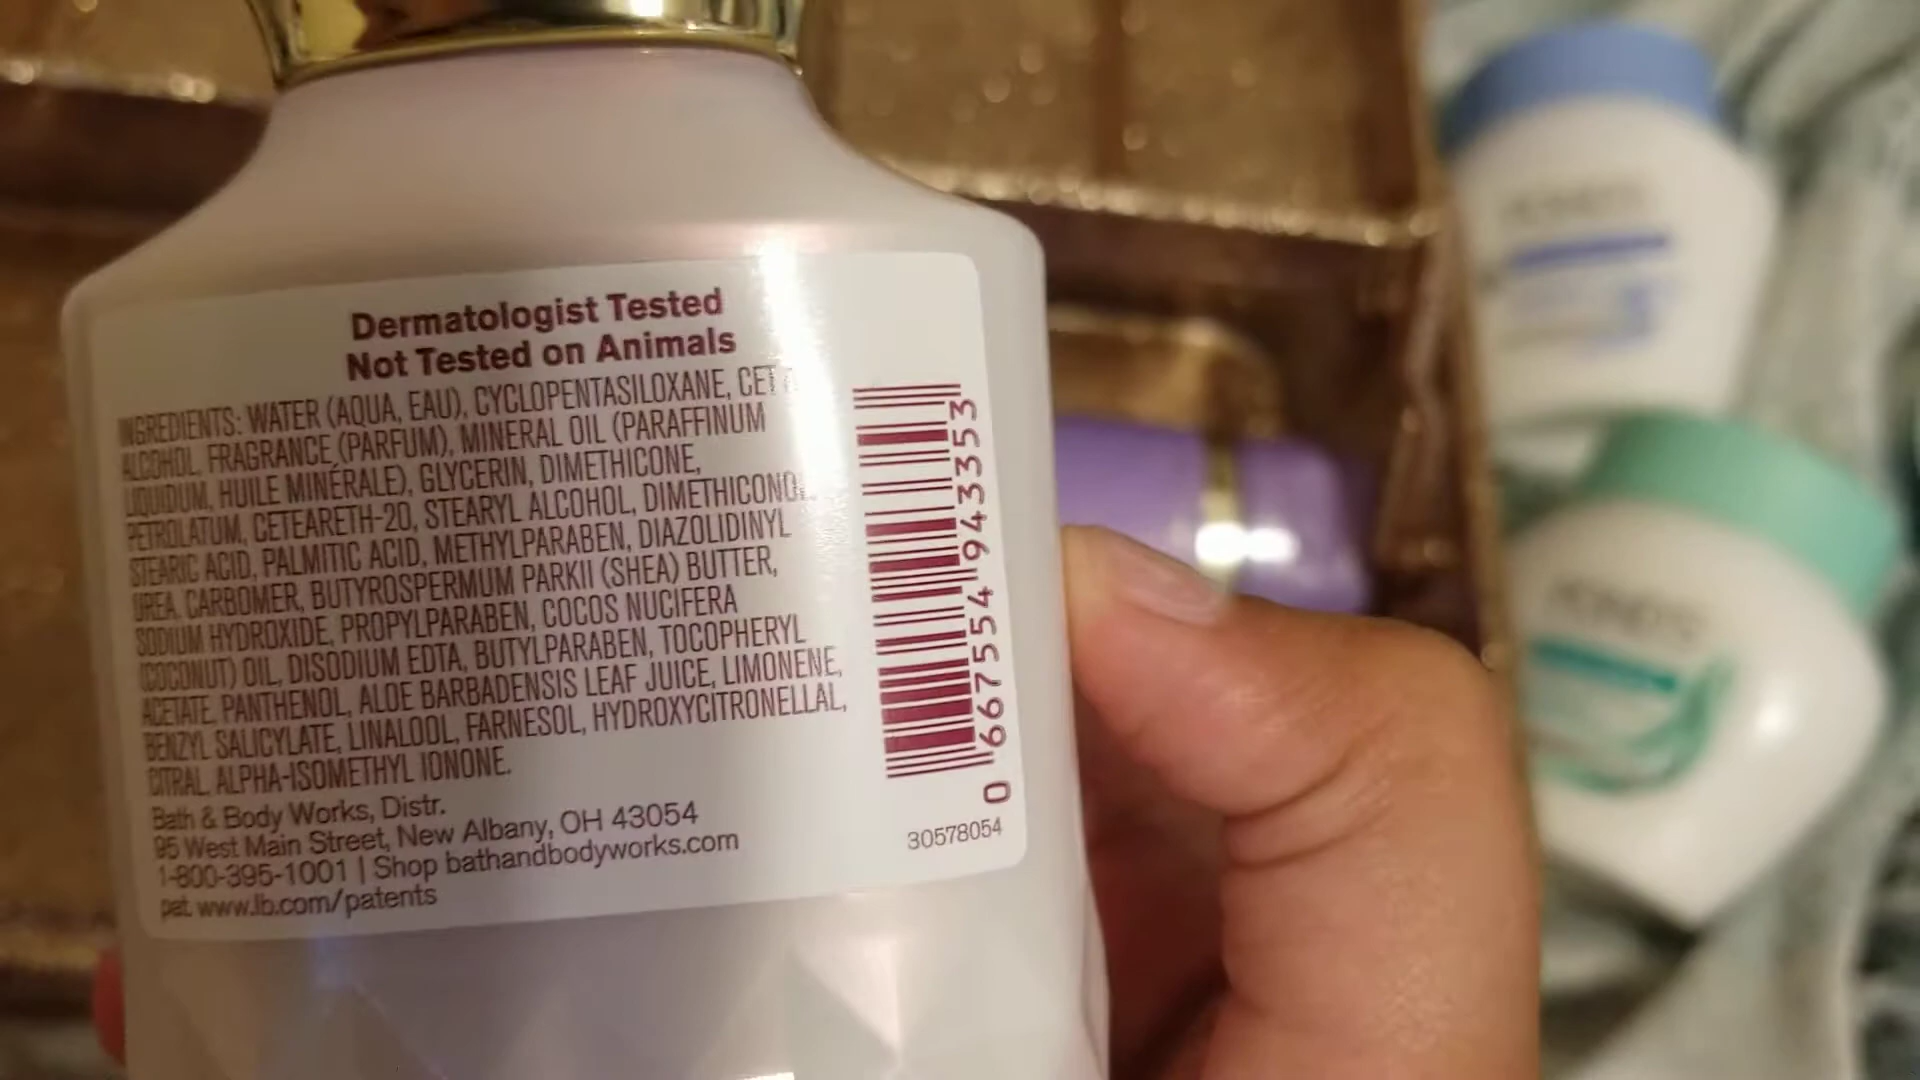 Dermatologist Tested
Not Tested on Animals
INGREDIENTS: WATER (AQUA, EAU), CYCLOPENTASILOXANE,
ALCOHOL, FRAGRANCE (PARFUM), MINERAL OIL (PARAFFINUM
LIQUIDUM, HUILE MINÉRALE), GLYCERIN, DIMETHICONE,
PETROLATUM, CETEARETH-20, STEARYL ALCOHOL, DIMETHICONOL,
STEARIC ACID, PALMITIC ACID, METHYLPARABEN, DIAZOLIDINYL
UREA, CARBOMER, BUTYROSPERMUM PARKII (SHEA) BUTTER,
SODIUM HYDROXIDE, PROPYLPARABEN, COCOS NUCIFERA
(COCONUT) OIL, DISODIUM EDTA, BUTYLPARABEN, TOCOPHERYL
ACETATE, PANTHENOL, ALOE BARBADENSIS LEAF JUICE, LIMONENE,
BENZYL SALICYLATE, LINALOOL, FARNESOL, HYDROXYCITRONELLAL,
CITRAL, ALPHA-ISOMETHYL IONONE.
Bath & Body Works, Distr.
95 West Main Street, New Albany, OH 43054
1-800-395-1001 | Shop bathandbodyworks.com
pat. www.lb.com/patents
0 667554 943353
30578054